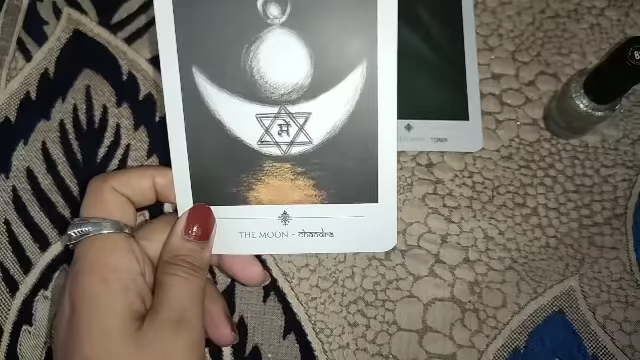 में
THE MOON - chandra